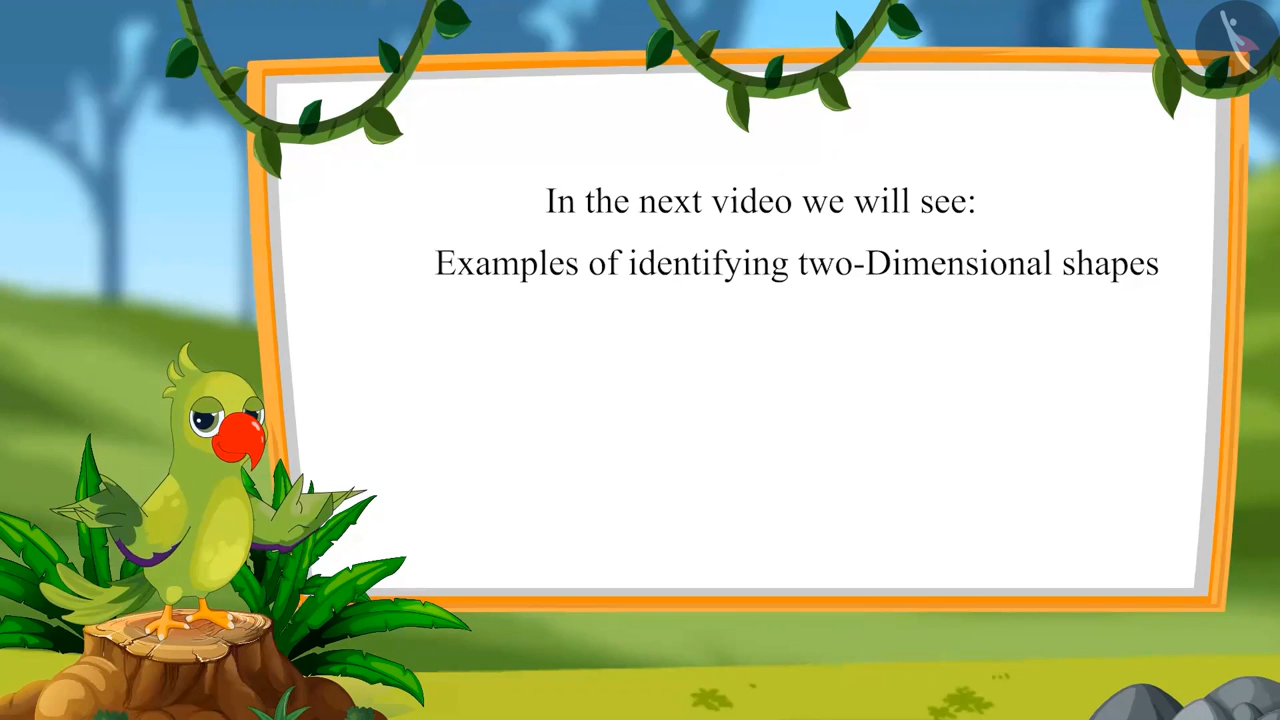 In the next video we will see:
Examples of identifying two-Dimensional shapes